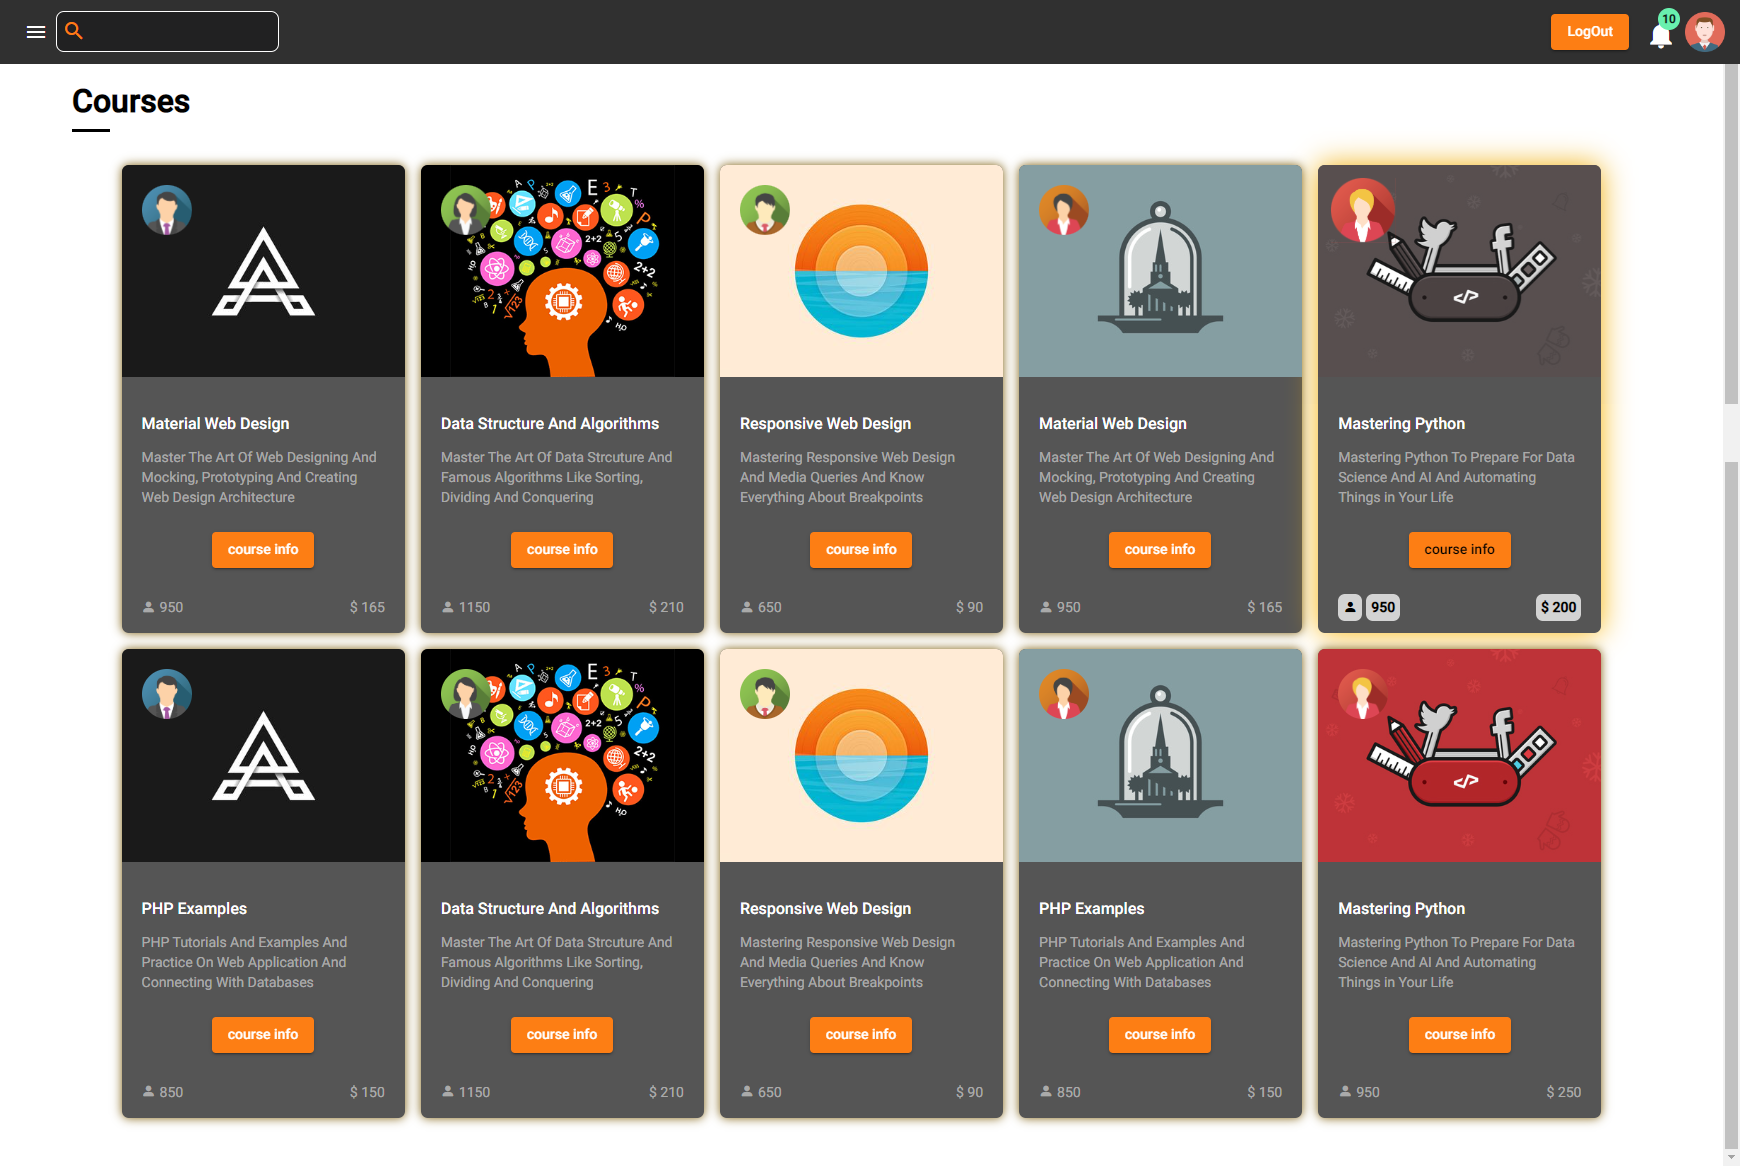 LogOut
10
Courses
Material Web Design
Master The Art Of Web Designing And
Mocking, Prototyping And Creating
Web Design Architecture
course info
950
$ 165
Data Structure And Algorithms
Master The Art Of Data Strcuture And
Famous Algorithms Like Sorting,
Dividing And Conquering
course info
1150
$ 210
Responsive Web Design
Mastering Responsive Web Design
And Media Queries And Know
Everything About Breakpoints
course info
650
$ 90
Material Web Design
Master The Art Of Web Designing And
Mocking, Prototyping And Creating
Web Design Architecture
course info
950
$ 165
</>
Mastering Python
Mastering Python To Prepare For Data
Science And AI And Automating
Things in Your Life
course info
950
$ 200
PHP Examples
PHP Tutorials And Examples And
Practice On Web Application And
Connecting With Databases
course info
850
$ 150
Data Structure And Algorithms
Master The Art Of Data Strcuture And
Famous Algorithms Like Sorting,
Dividing And Conquering
course info
1150
$ 210
Responsive Web Design
Mastering Responsive Web Design
And Media Queries And Know
Everything About Breakpoints
course info
650
$ 90
PHP Examples
PHP Tutorials And Examples And
Practice On Web Application And
Connecting With Databases
course info
850
$ 150
</>
Mastering Python
Mastering Python To Prepare For Data
Science And AI And Automating
Things in Your Life
course info
950
$ 250